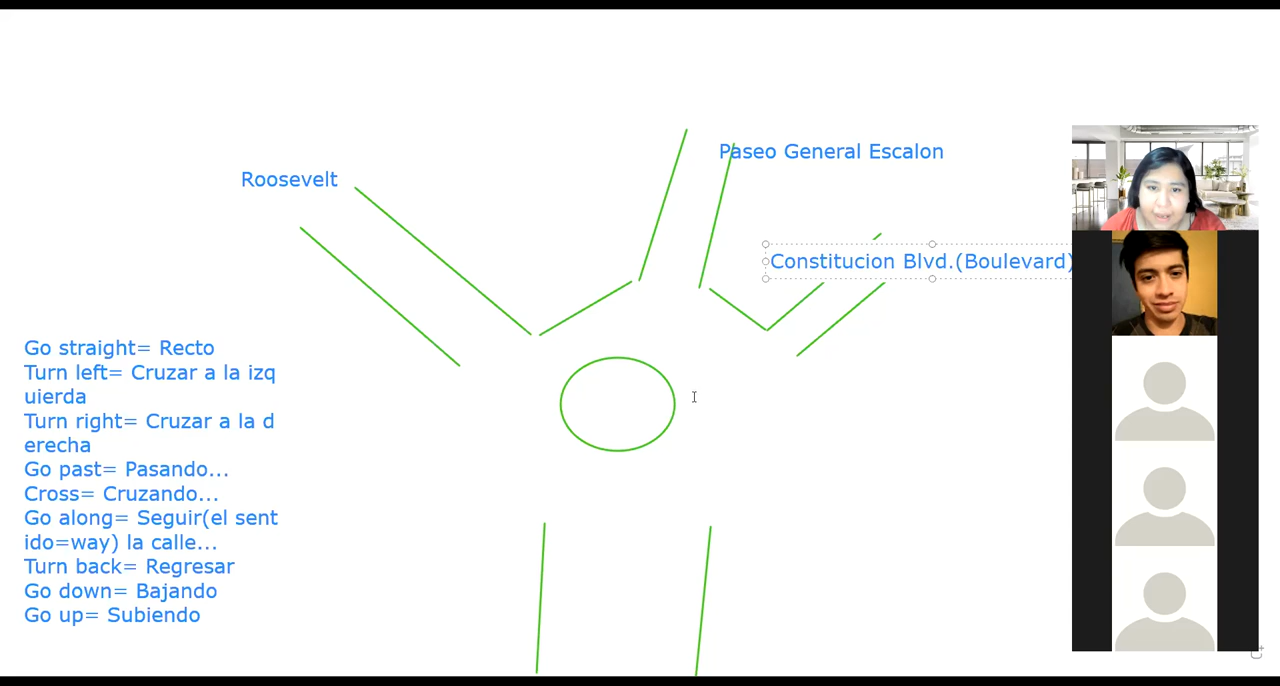 Paseo General Escalon
Roosevelt
Constitucion Blvd.(Boulevard)
Go straight= Recto
Turn left= Cruzar a la izq
uierda
Turn right= Cruzar a la d
erecha
Go past= Pasando...
Cross= Cruzando...
Go along= Seguir(el sent
ido=way) la calle...
Turn back= Regresar
Go down= Bajando
Go up= Subiendo